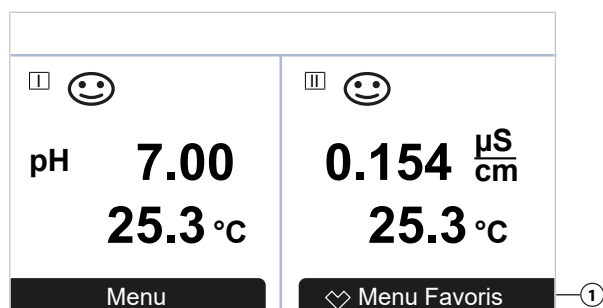 I II
pH 7.00 0.154 µS/cm
25.3 °C 25.3 °C
Menu Menu Favoris 1